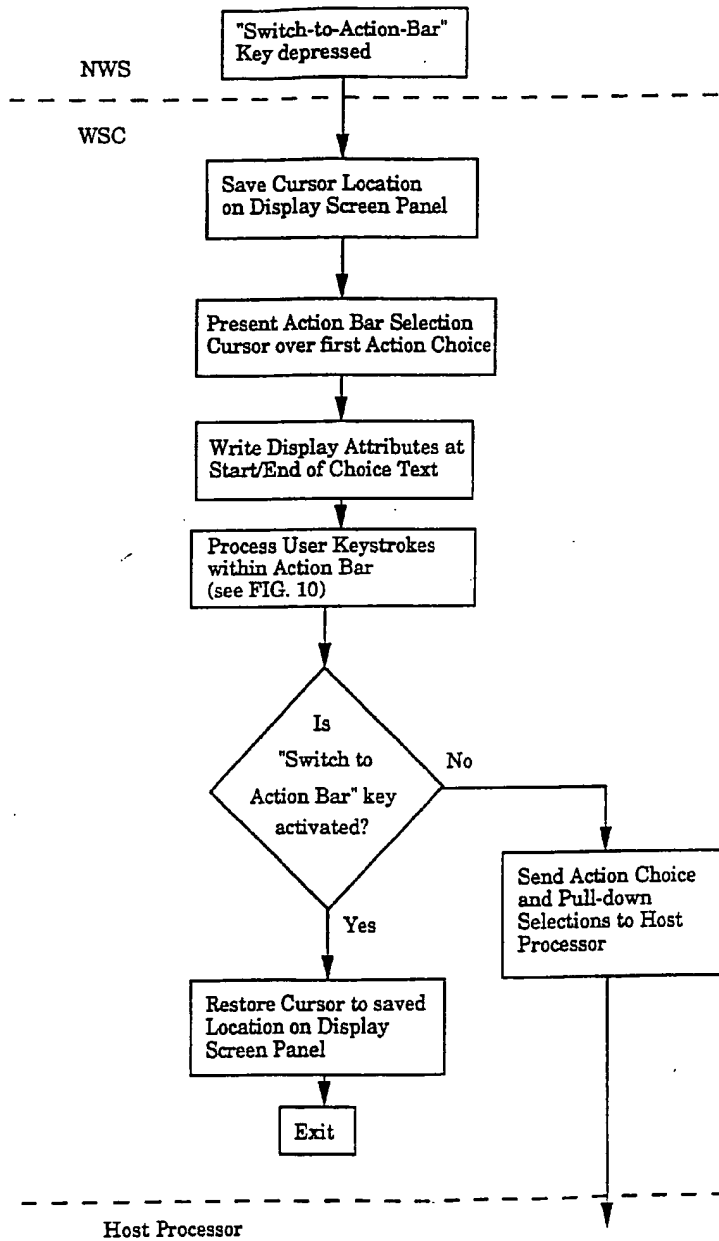 "Switch-to-Action-Bar"
Key depressed
NWS
WSC
Save Cursor Location
on Display Screen Panel
Present Action Bar Selection
Cursor over first Action Choice
Write Display Attributes at
Start/End of Choice Text
Process User Keystrokes
within Action Bar
(see FIG. 10)
Is
"Switch to
Action Bar" key
activated?
No
Send Action Choice
and Pull-down
Selections to Host
Processor
Yes
Restore Cursor to saved
Location on Display
Screen Panel
Exit
Host Processor